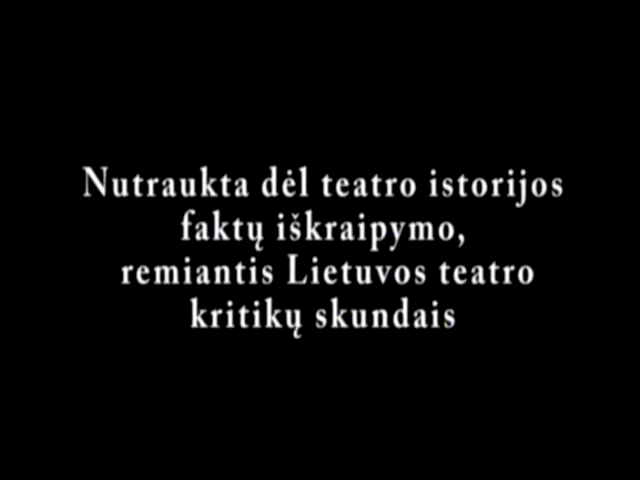 Nutraukta dėl teatro istorijos
faktų iškraipymo,
remiantis Lietuvos teatro
kritikų skundais